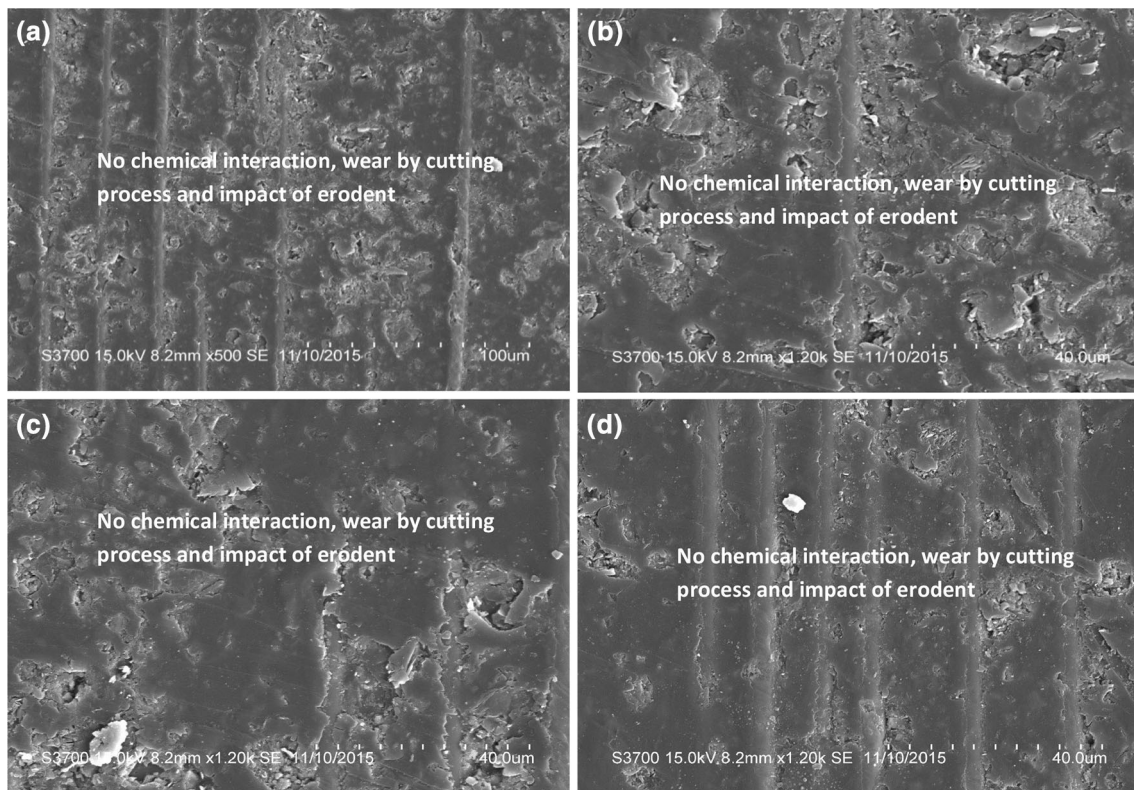 (a)
No chemical interaction, wear by cutting
process and impact of erodent
S3700 15.0kV 8.2mm x500 SE 11/10/2015 100um
(b)
No chemical interaction, wear by cutting
process and impact of erodent
S3700 15.0kV 8.2mm x1.20k SE 11/10/2015 40.0um
(c)
No chemical interaction, wear by cutting
process and impact of erodent
S3700 15.0kV 8.2mm x1.20k SE 11/10/2015 40.0um
(d)
No chemical interaction, wear by cutting
process and impact of erodent
S3700 15.0kV 8.2mm x1.20k SE 11/10/2015 40.0um